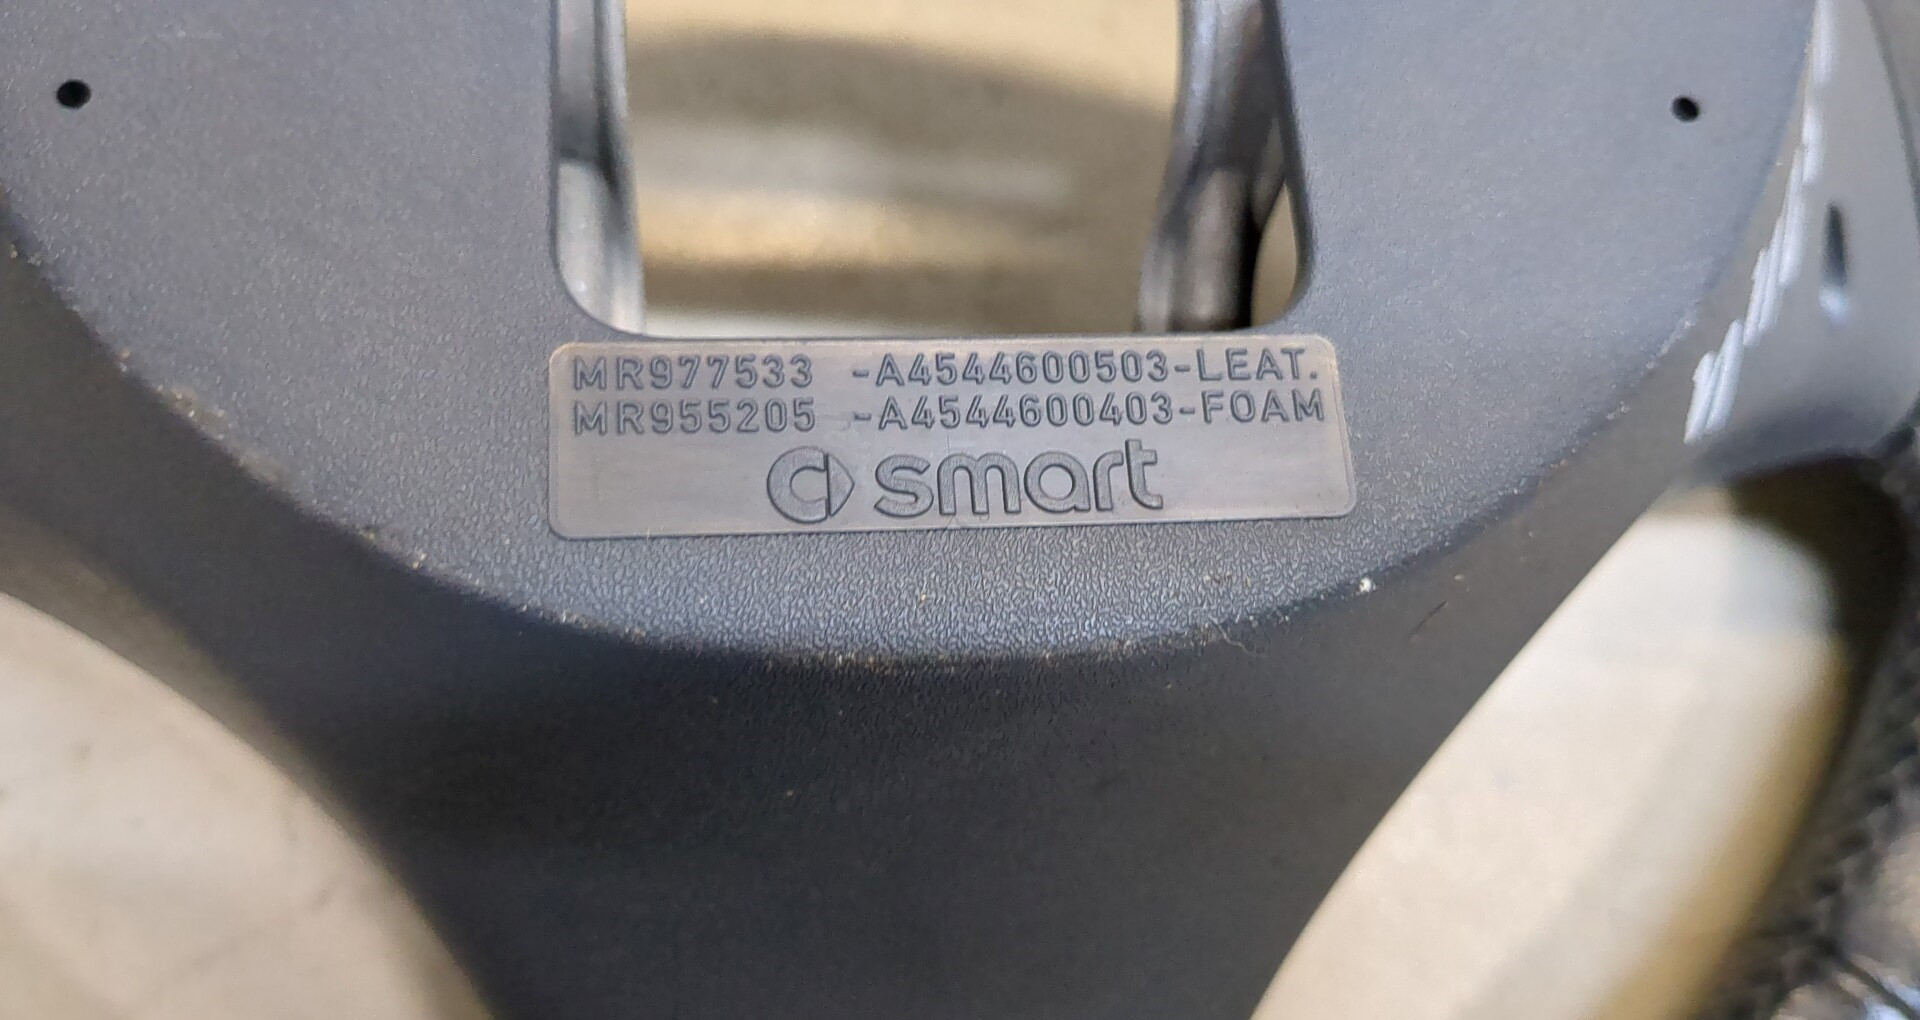 MR977533 -A4544600503-LEAT.
MR955205 -A4544600403-FOAM
smart